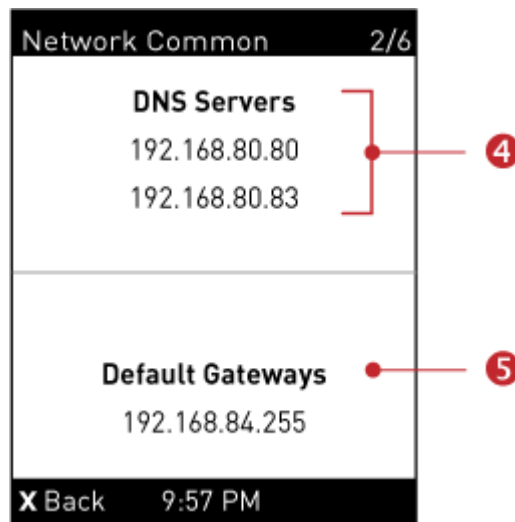 Network Common 2/6
DNS Servers
192.168.80.80
192.168.80.83
4
Default Gateways
5
192.168.84.255
X Back 9:57 PM